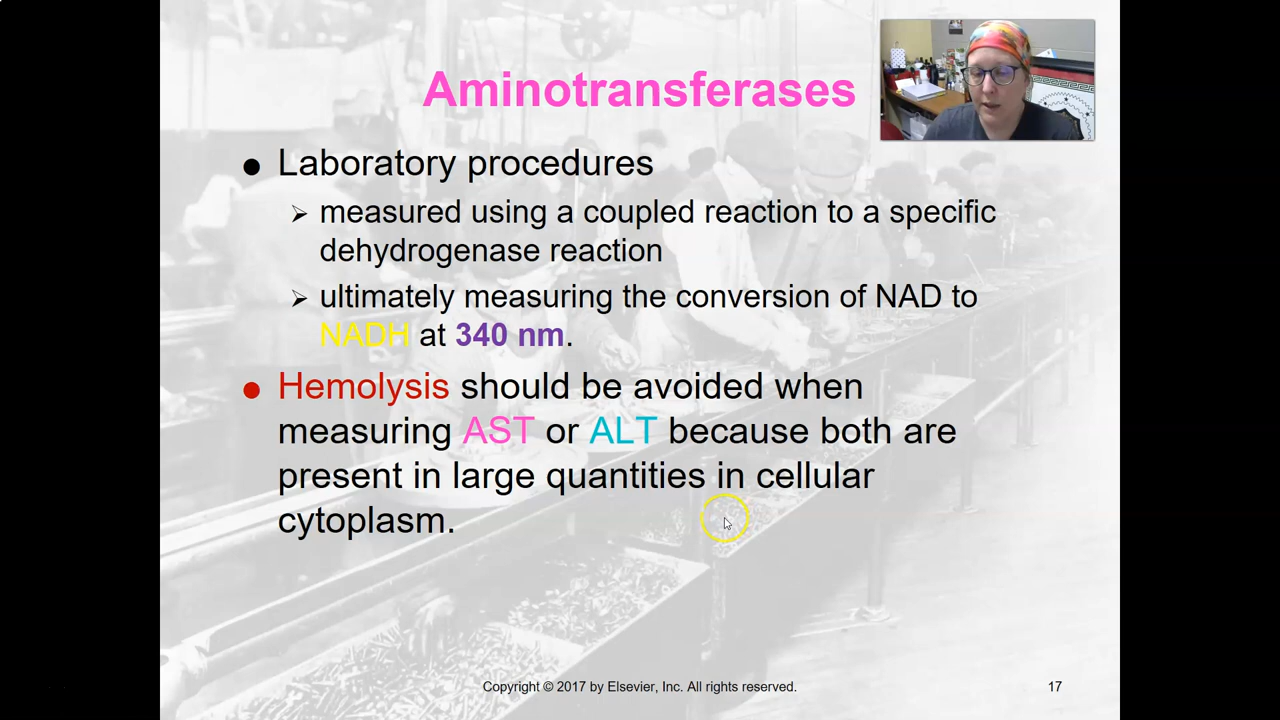 Aminotransferases
● Laboratory procedures
➢ measured using a coupled reaction to a specific
dehydrogenase reaction
➢ ultimately measuring the conversion of NAD to
NADH at 340 nm.
● Hemolysis should be avoided when
measuring AST or ALT because both are
present in large quantities in cellular
cytoplasm.
Copyright © 2017 by Elsevier, Inc. All rights reserved.
17